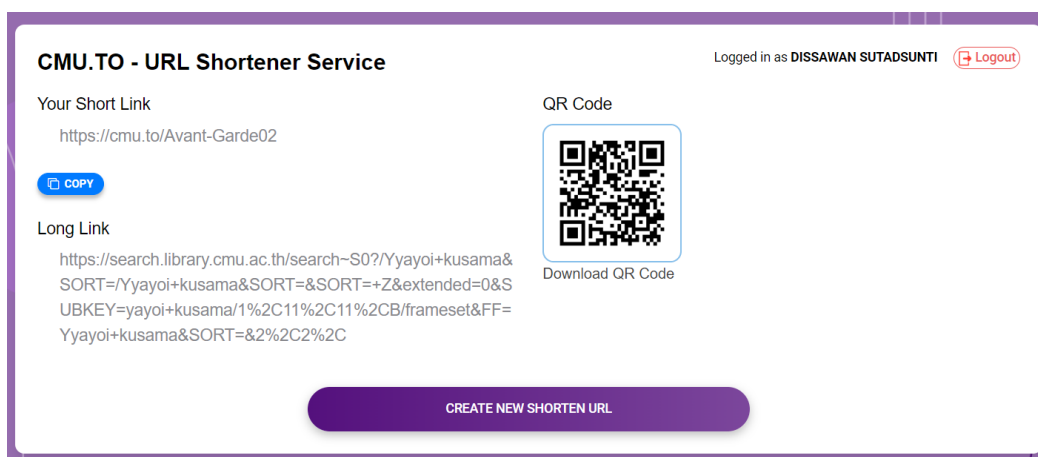 CMU.TO - URL Shortener Service
Logged in as DISSAWAN SUTADSUNTI
Logout
Your Short Link
https://cmu.to/Avant-Garde02
COPY
Long Link
https://search.library.cmu.ac.th/search~S0?/Yyayoi+kusama&
SORT=/Yyayoi+kusama&SORT=&SORT=+Z&extended=0&S
UBKEY=yayoi+kusama/1%2C11%2C11%2CB/frameset&FF=
Yyayoi+kusama&SORT=&2%2C2%2C
QR Code
Download QR Code
CREATE NEW SHORTEN URL